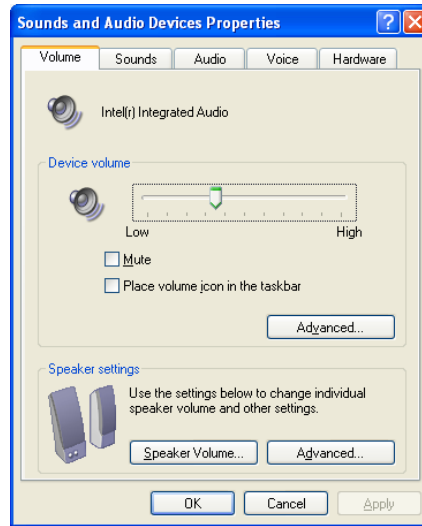 Sounds and Audio Devices Properties
Volume Sounds Audio Voice Hardware
Intel(r) Integrated Audio
Device volume
Low High
Mute
Place volume icon in the taskbar
Advanced...
Speaker settings
Use the settings below to change individual
speaker volume and other settings.
Speaker Volume... Advanced...
OK Cancel Apply